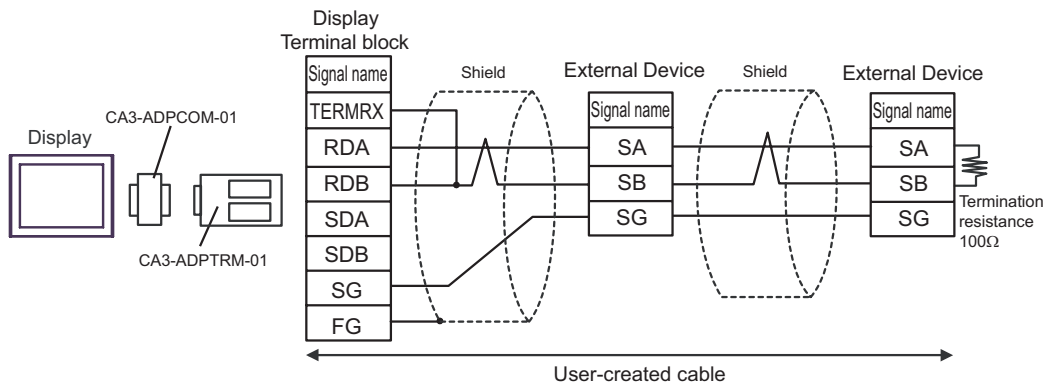 Display
Terminal block
Signal name
TERMRX
RDA
RDB
SDA
SDB
SG
FG
Display
CA3-ADPCOM-01
CA3-ADPTRM-01
Shield
External Device
Signal name
SA
SB
SG
Shield
External Device
Signal name
SA
SB
SG
Termination
resistance
100Ω
User-created cable